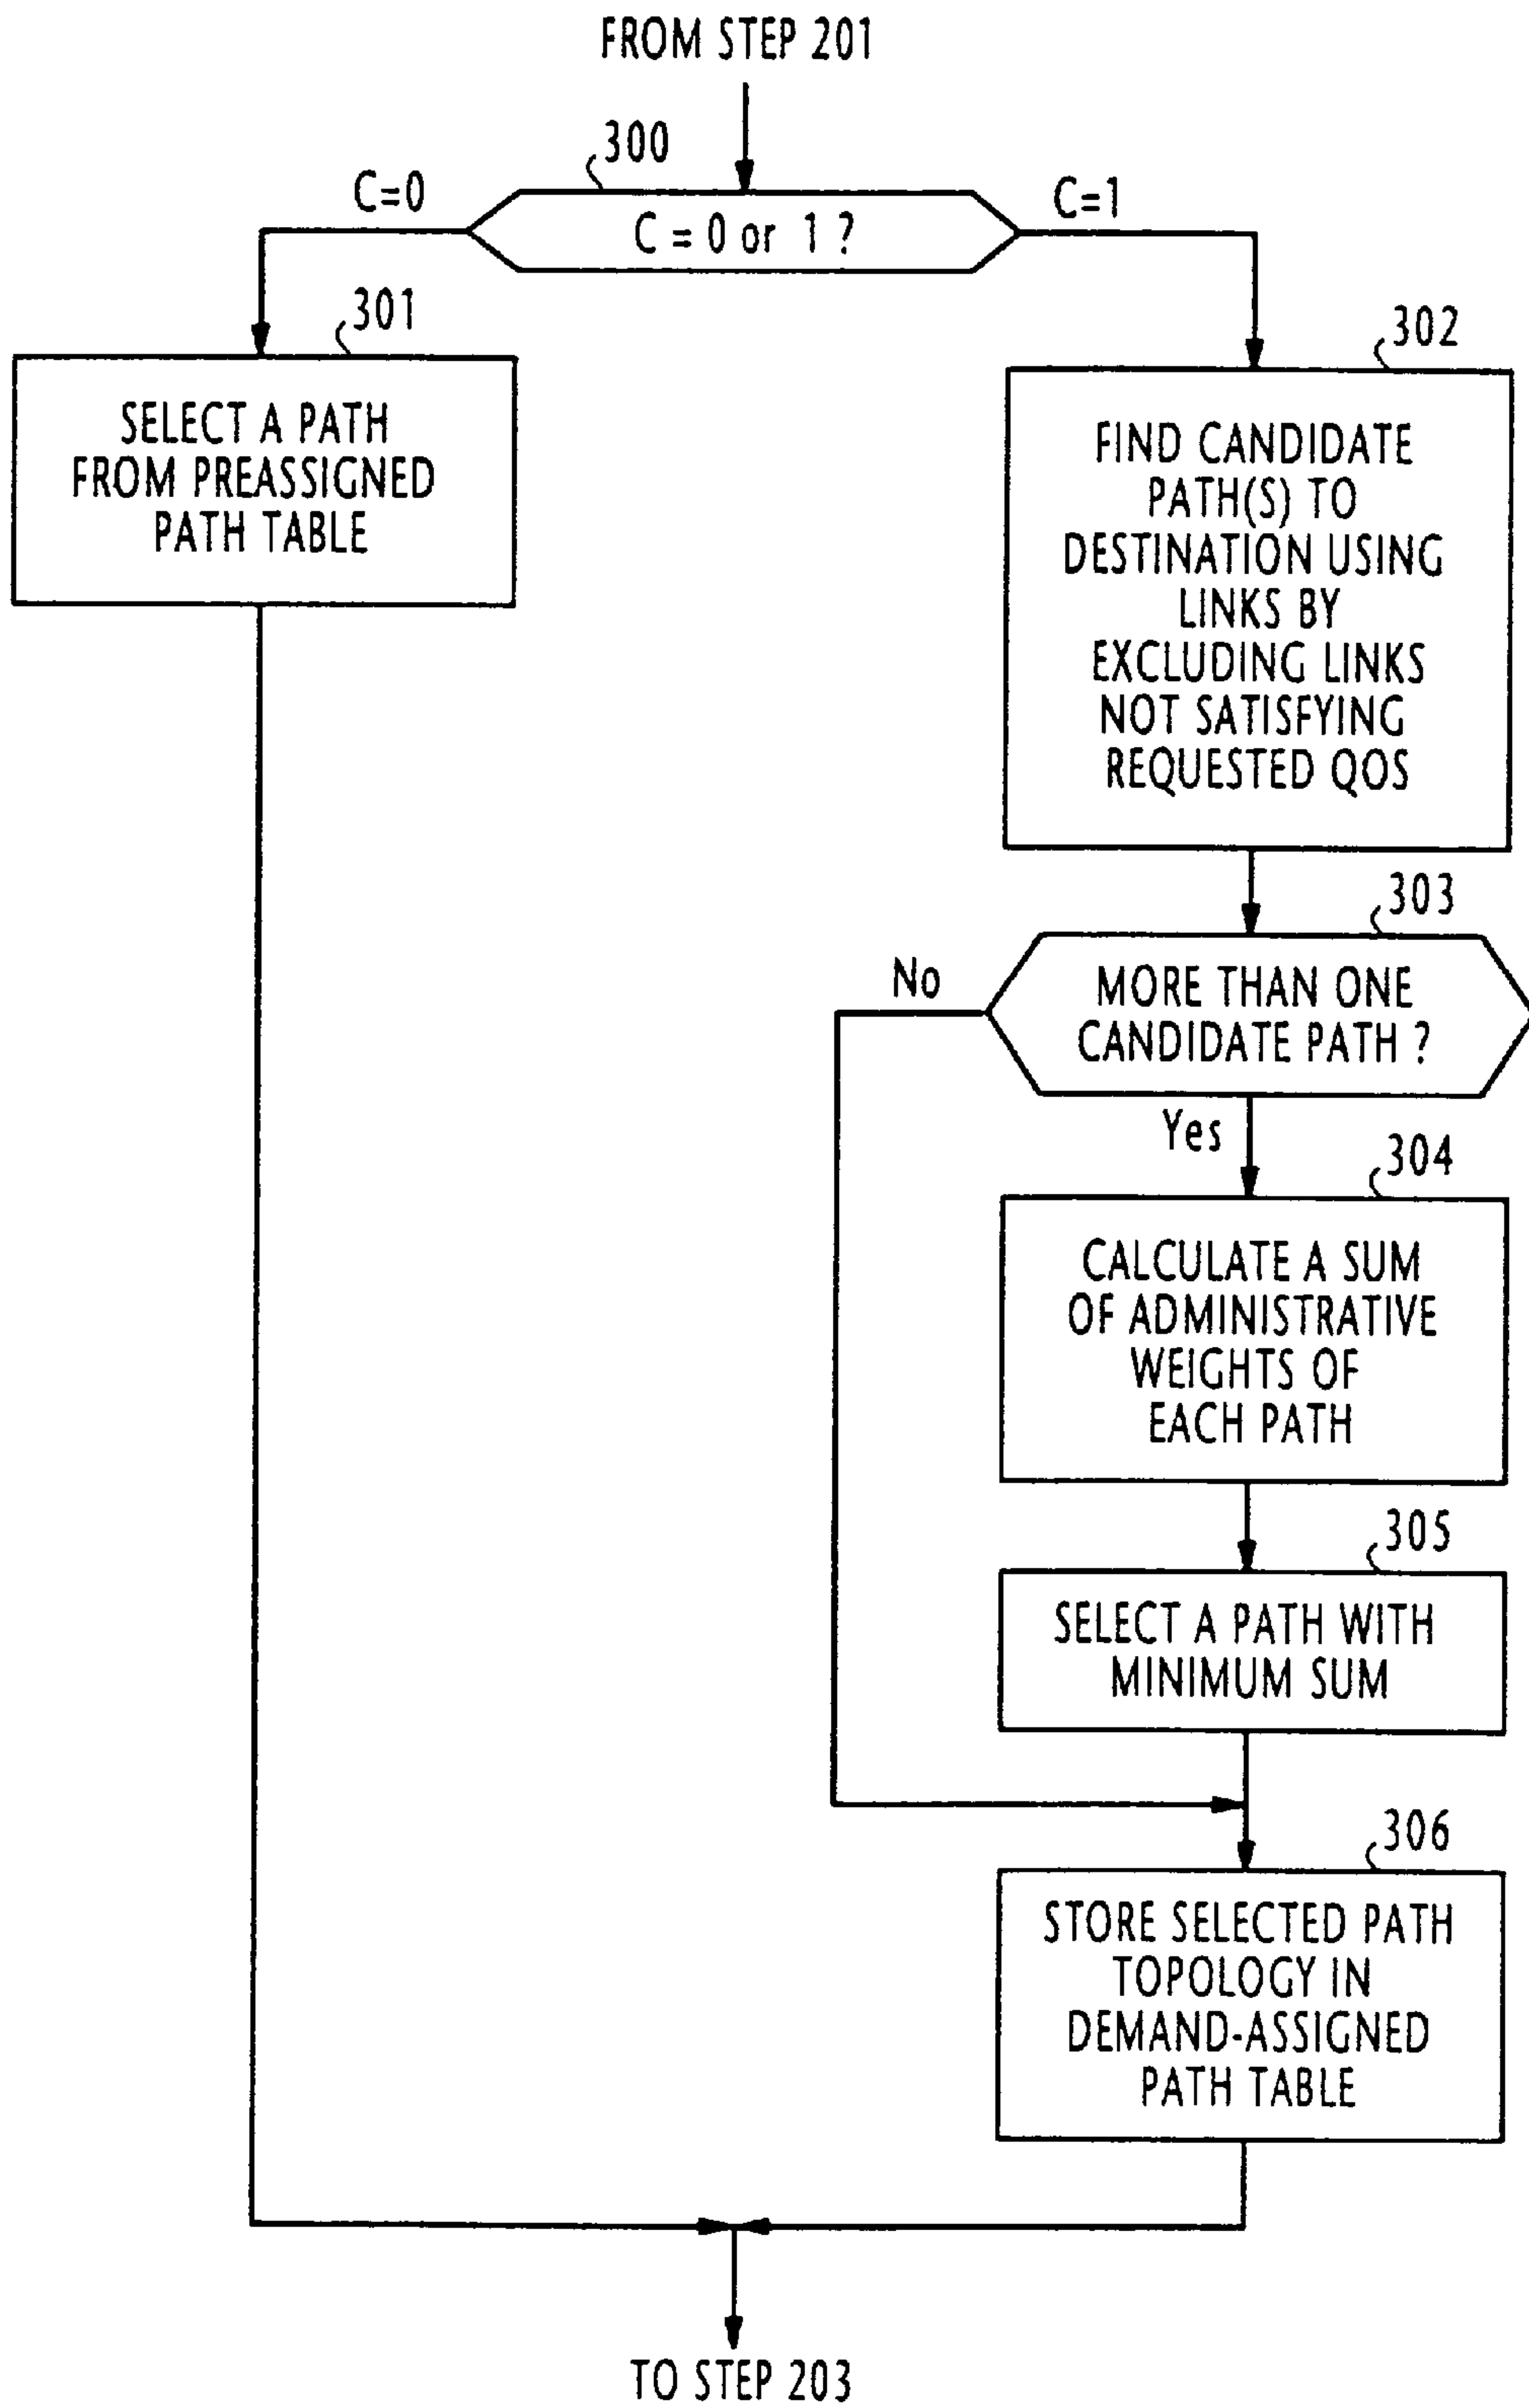 FROM STEP 201
300
C=0
C = 0 or 1 ?
C=1
301
SELECT A PATH
FROM PREASSIGNED
PATH TABLE
302
FIND CANDIDATE
PATH(S) TO
DESTINATION USING
LINKS BY
EXCLUDING LINKS
NOT SATISFYING
REQUESTED QOS
303
MORE THAN ONE
CANDIDATE PATH ?
No
Yes
304
CALCULATE A SUM
OF ADMINISTRATIVE
WEIGHTS OF
EACH PATH
305
SELECT A PATH WITH
MINIMUM SUM
306
STORE SELECTED PATH
TOPOLOGY IN
DEMAND-ASSIGNED
PATH TABLE
TO STEP 203